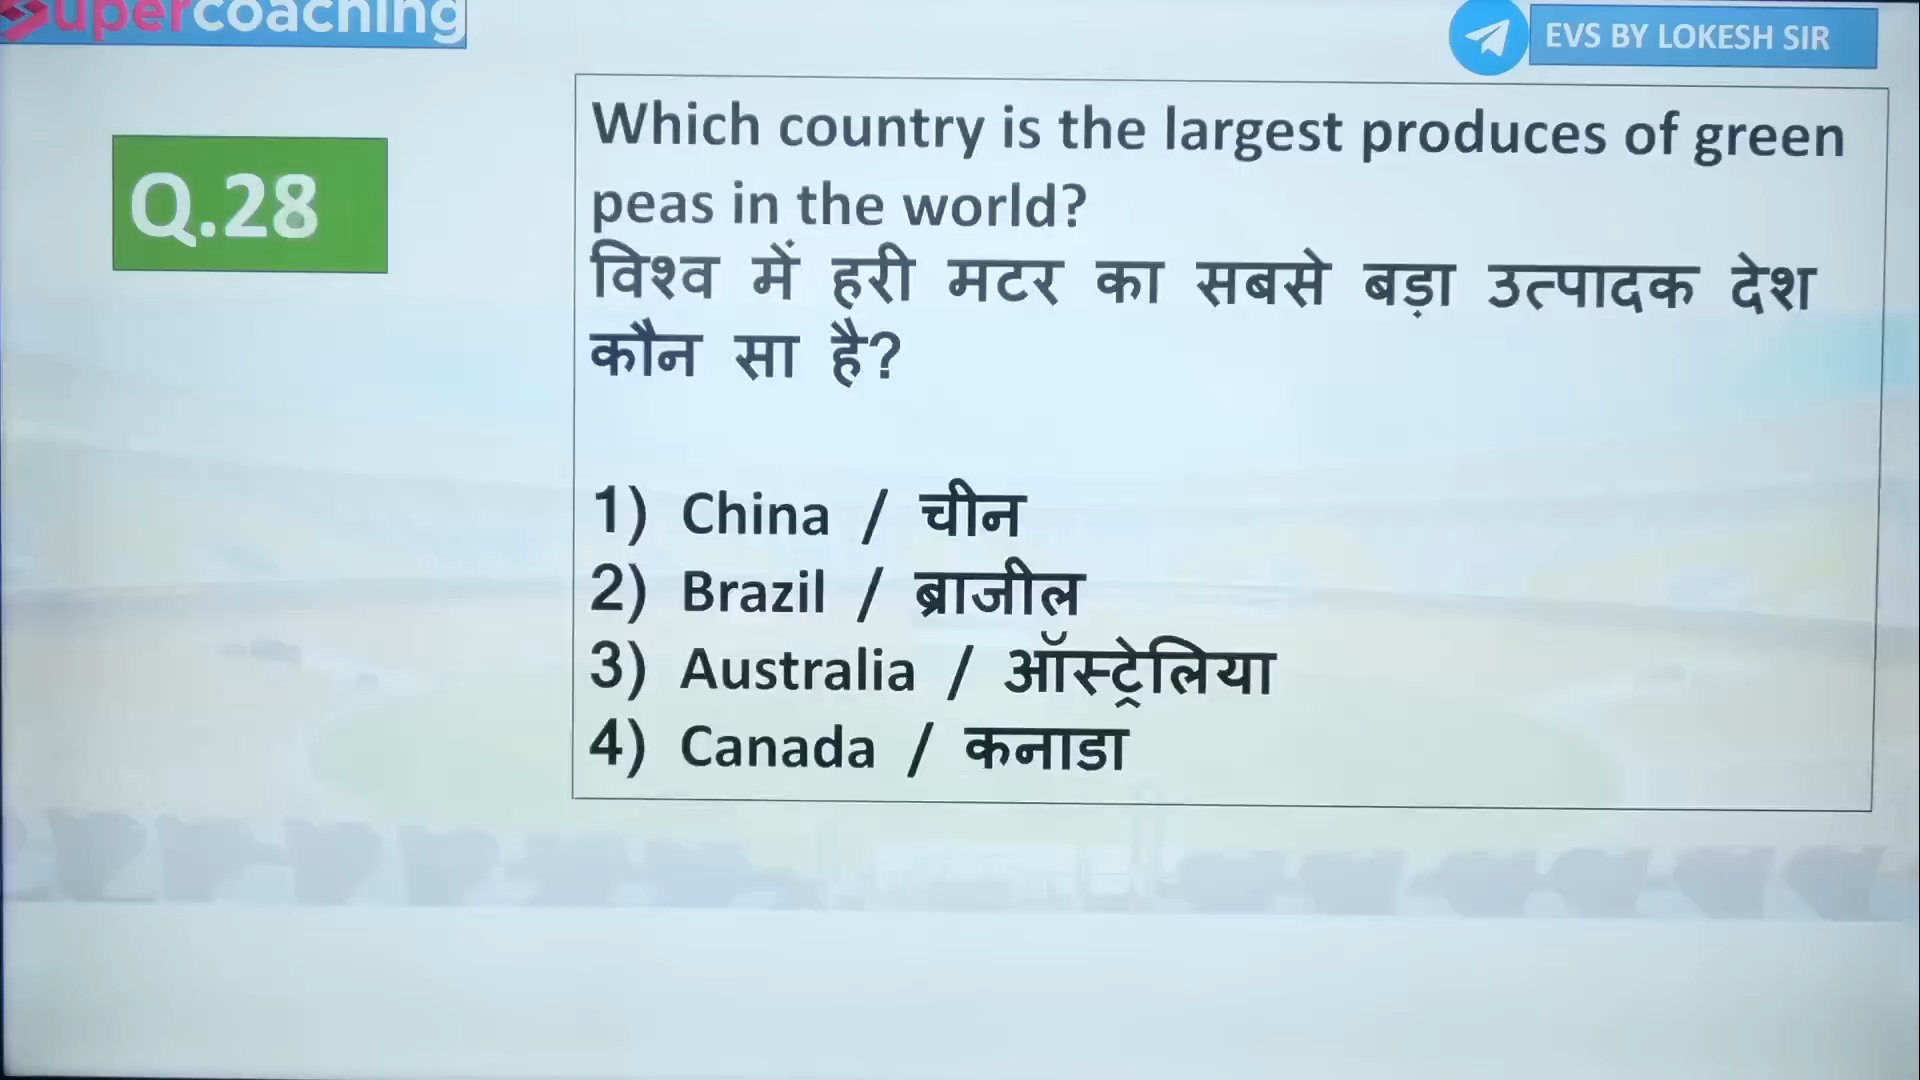 Supercoaching
EVS BY LOKESH SIR
Q.28
Which country is the largest produces of green
peas in the world?
विश्व में हरी मटर का सबसे बड़ा उत्पादक देश
कौन सा है?
1) China / चीन
2) Brazil / ब्राजील
3) Australia / ऑस्ट्रेलिया
4) Canada / कनाडा